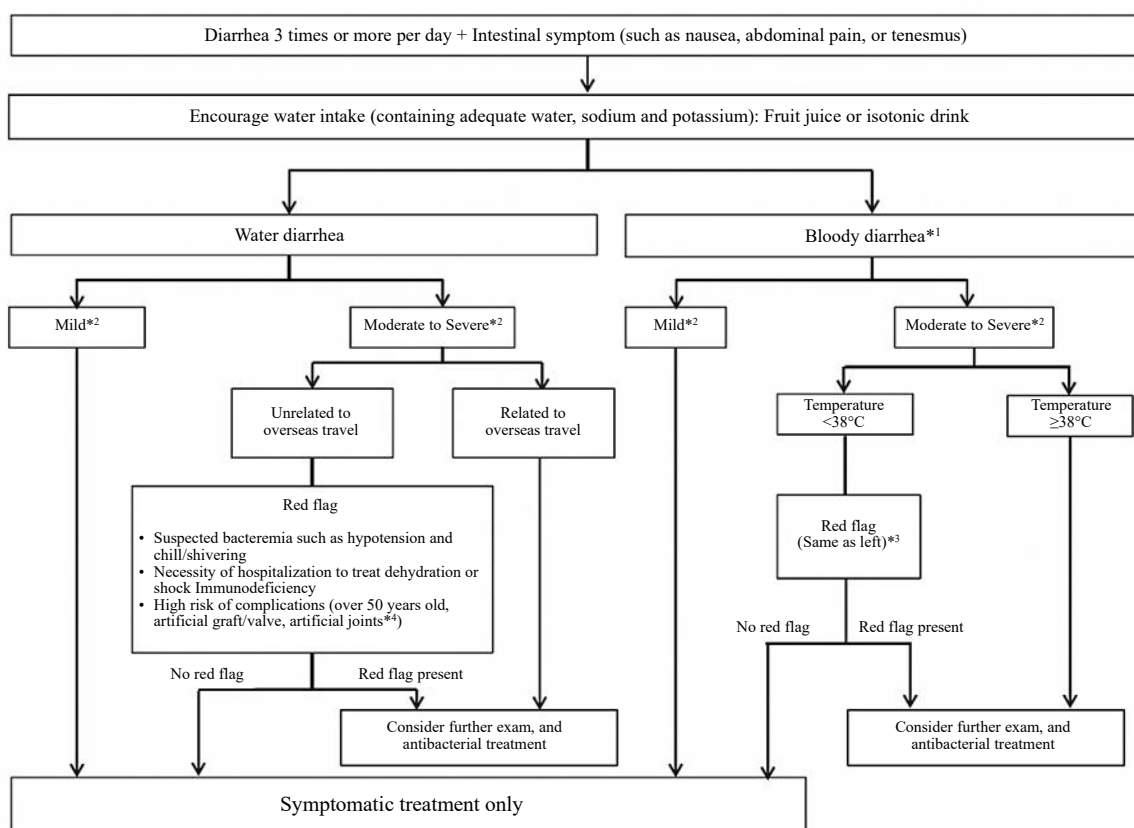 Diarrhea 3 times or more per day + Intestinal symptom (such as nausea, abdominal pain, or tenesmus)
Encourage water intake (containing adequate water, sodium and potassium): Fruit juice or isotonic drink
Water diarrhea
Bloody diarrhea*1
Mild*2
Moderate to Severe*2
Mild*2
Moderate to Severe*2
Unrelated to
overseas travel
Related to
overseas travel
Temperature
<38°C
Temperature
≥38°C
Red flag
• Suspected bacteremia such as hypotension and
chill/shivering
• Necessity of hospitalization to treat dehydration or
shock Immunodeficiency
• High risk of complications (over 50 years old,
artificial graft/valve, artificial joints*4)
Red flag
(Same as left)*3
No red flag
Red flag present
No red flag
Red flag present
Consider further exam, and
antibacterial treatment
Consider further exam, and
antibacterial treatment
Symptomatic treatment only